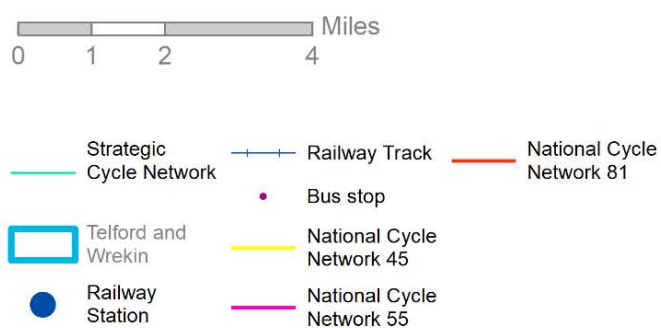 Miles
0 1 2 4
Strategic
Cycle Network
Railway Track
National Cycle
Network 81
Bus stop
Telford and
Wrekin
National Cycle
Network 45
Railway
Station
National Cycle
Network 55